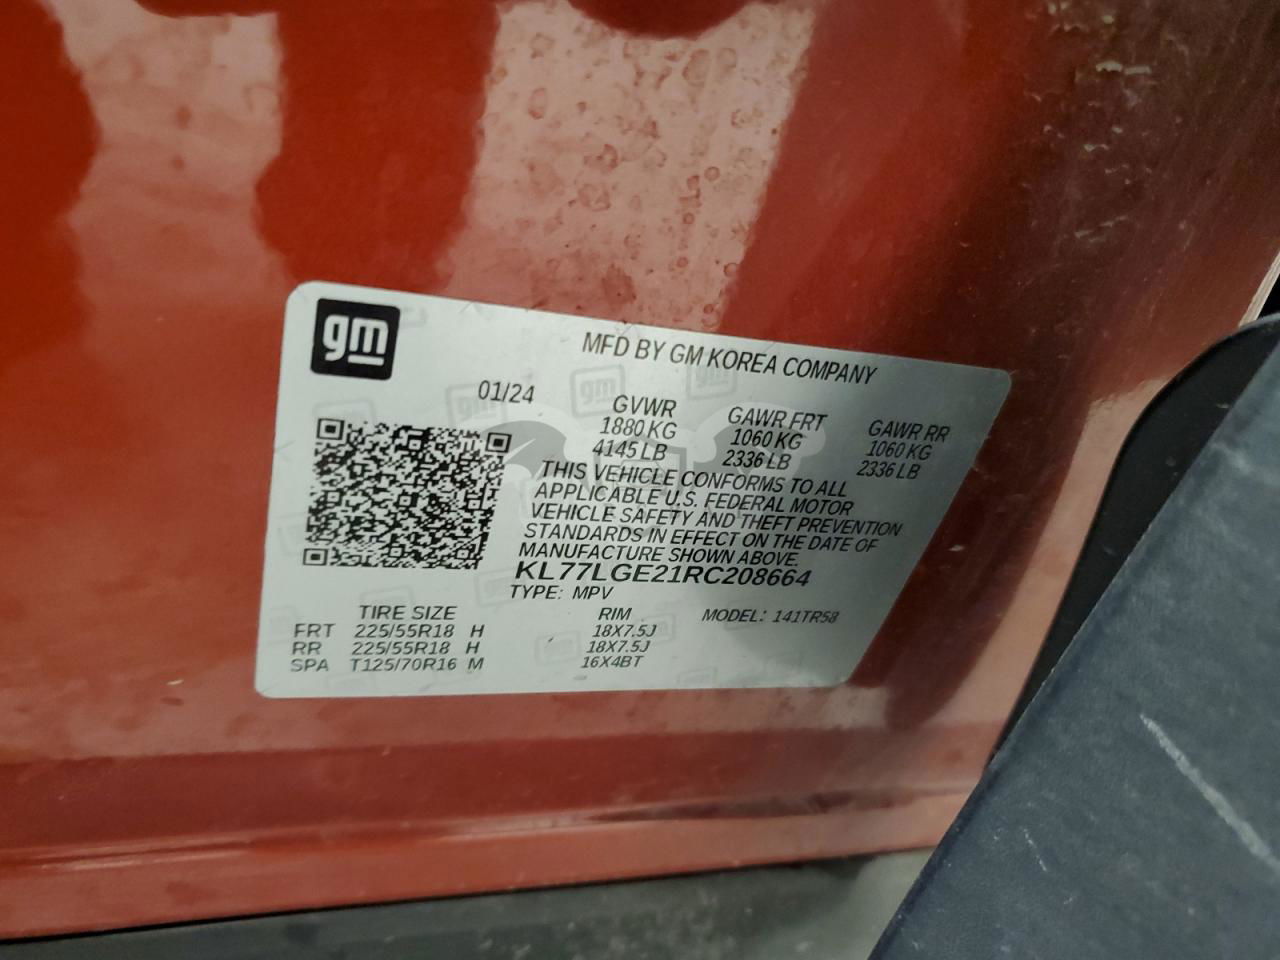 gm
MFD BY GM KOREA COMPANY
01/24
GVWR GAWR FRT GAWR RR
1880 KG 1060 KG 1060 KG
4145 LB 2336 LB 2336 LB
THIS VEHICLE CONFORMS TO ALL
APPLICABLE U.S. FEDERAL MOTOR
VEHICLE SAFETY AND THEFT PREVENTION
STANDARDS IN EFFECT ON THE DATE OF
MANUFACTURE SHOWN ABOVE.
KL77LGE21RC208664
TYPE: MPV
TIRE SIZE RIM MODEL: 141TR58
FRT 225/55R18 H 18X7.5J
RR 225/55R18 H 18X7.5J
SPA T125/70R16 M 16X4BT